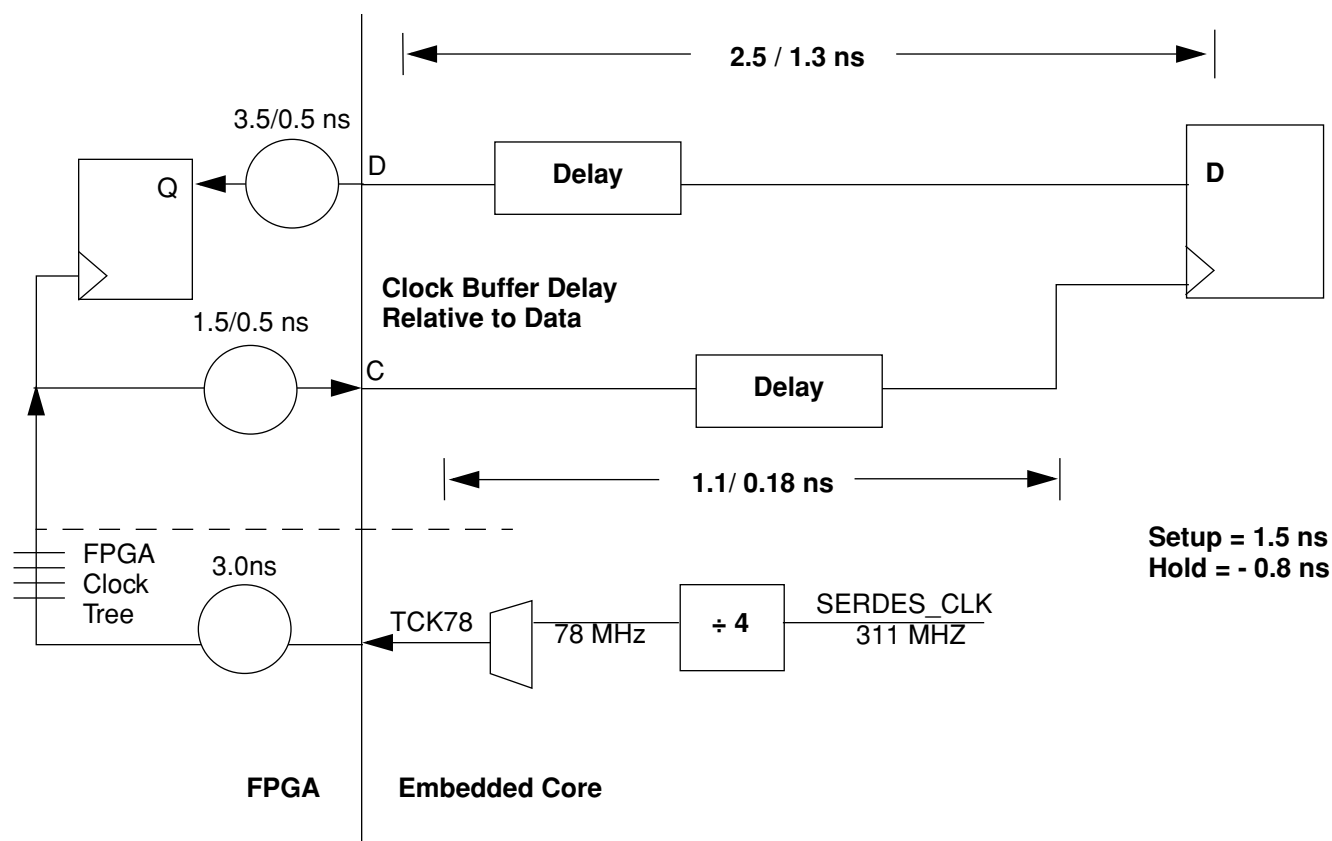 2.5 / 1.3 ns
3.5/0.5 ns
D
Q
Delay
D
Clock Buffer Delay
Relative to Data
1.5/0.5 ns
C
Delay
1.1/ 0.18 ns
Setup = 1.5 ns
Hold = - 0.8 ns
FPGA
Clock
Tree
3.0ns
TCK78
78 MHz
÷ 4
SERDES_CLK
311 MHZ
FPGA
Embedded Core